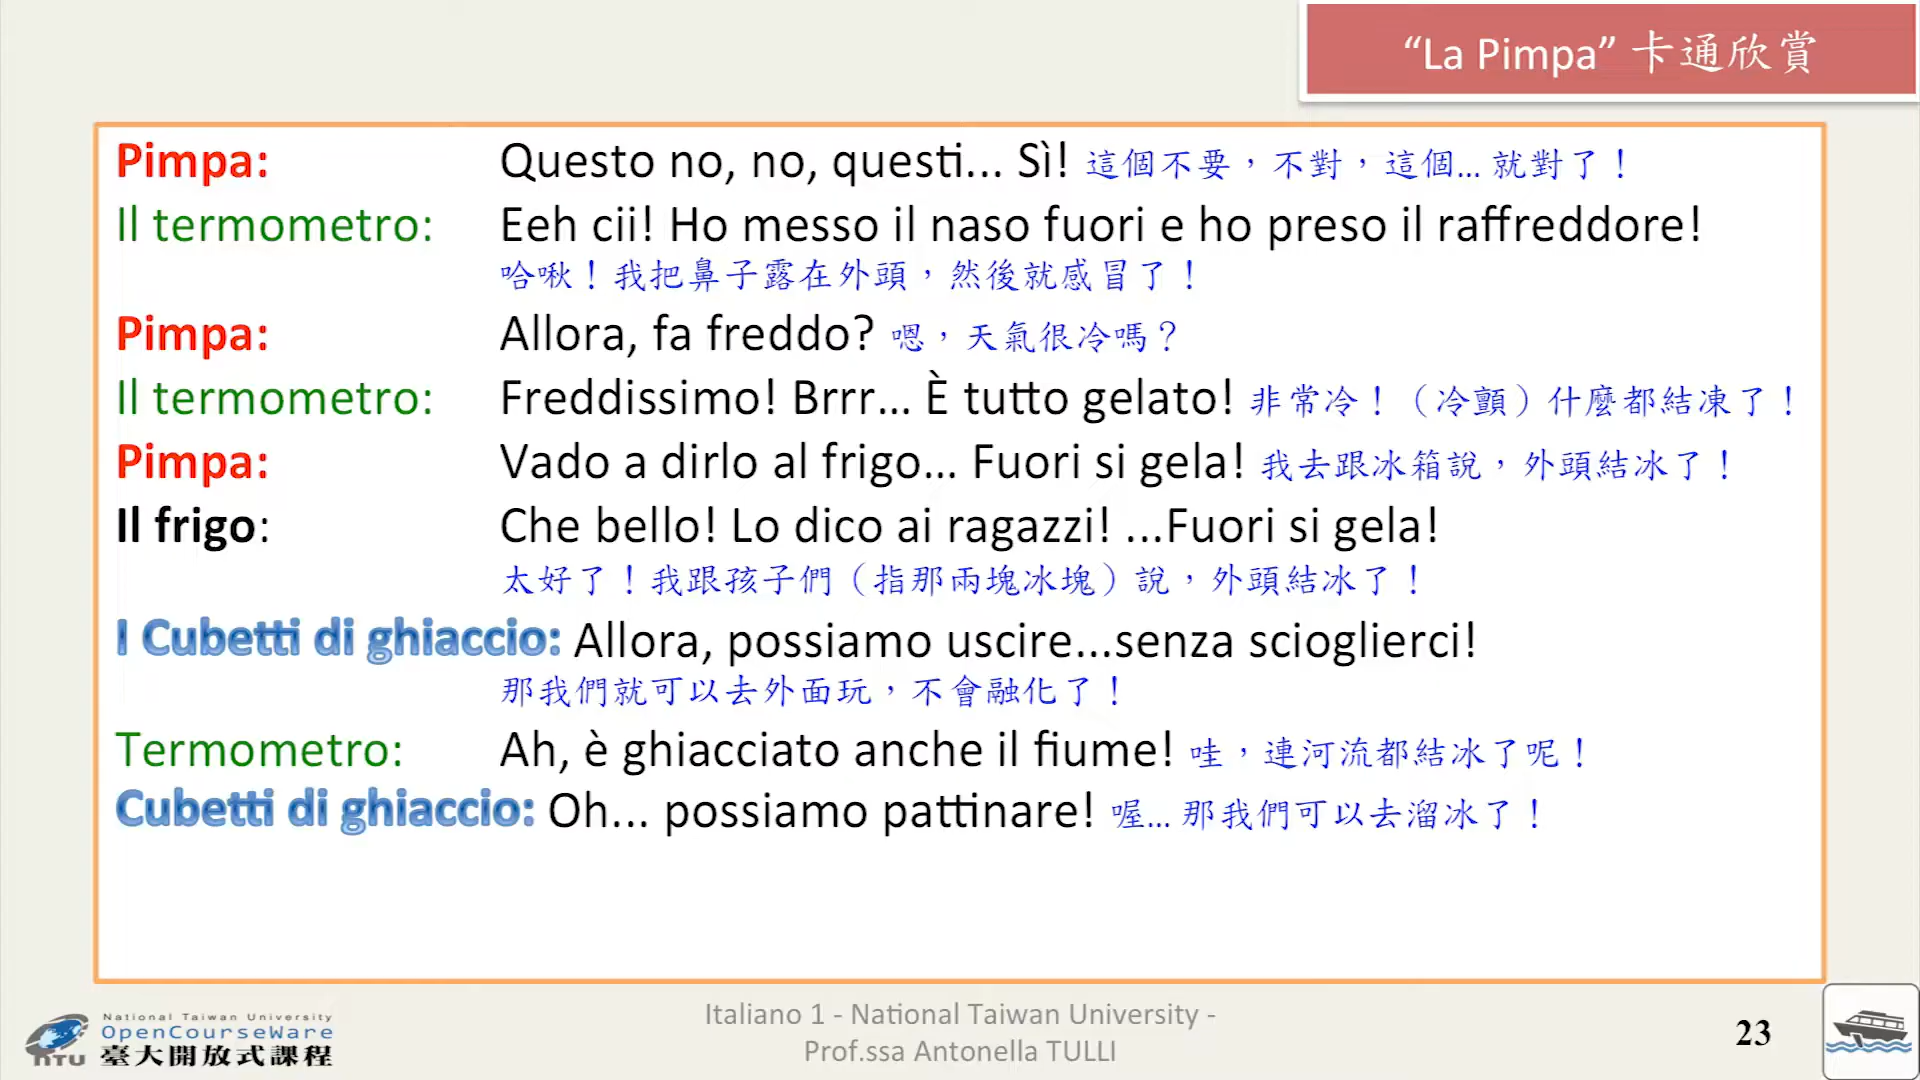 “La Pimpa” 卡通欣賞
Pimpa: Questo no, no, questi... Sì! 這個不要，不對，這個... 就對了！
Il termometro: Eeh cii! Ho messo il naso fuori e ho preso il raffreddore!
哈啾！我把鼻子露在外頭，然後就感冒了！
Pimpa: Allora, fa freddo? 嗯，天氣很冷嗎？
Il termometro: Freddissimo! Brrr... È tutto gelato! 非常冷！（冷顫）什麼都結凍了！
Pimpa: Vado a dirlo al frigo... Fuori si gela! 我去跟冰箱說，外頭結冰了！
Il frigo: Che bello! Lo dico ai ragazzi! ...Fuori si gela!
太好了！我跟孩子們（指那兩塊冰塊）說，外頭結冰了！
I Cubetti di ghiaccio: Allora, possiamo uscire...senza scioglierci!
那我們就可以去外面玩，不會融化了！
Termometro: Ah, è ghiacciato anche il fiume! 哇，連河流都結冰了呢！
Cubetti di ghiaccio: Oh... possiamo pattinare! 喔... 那我們可以去溜冰了！
National Taiwan University
OpenCourseWare
NTU 臺大開放式課程
Italiano 1 - National Taiwan University -
Prof.ssa Antonella TULLI
23